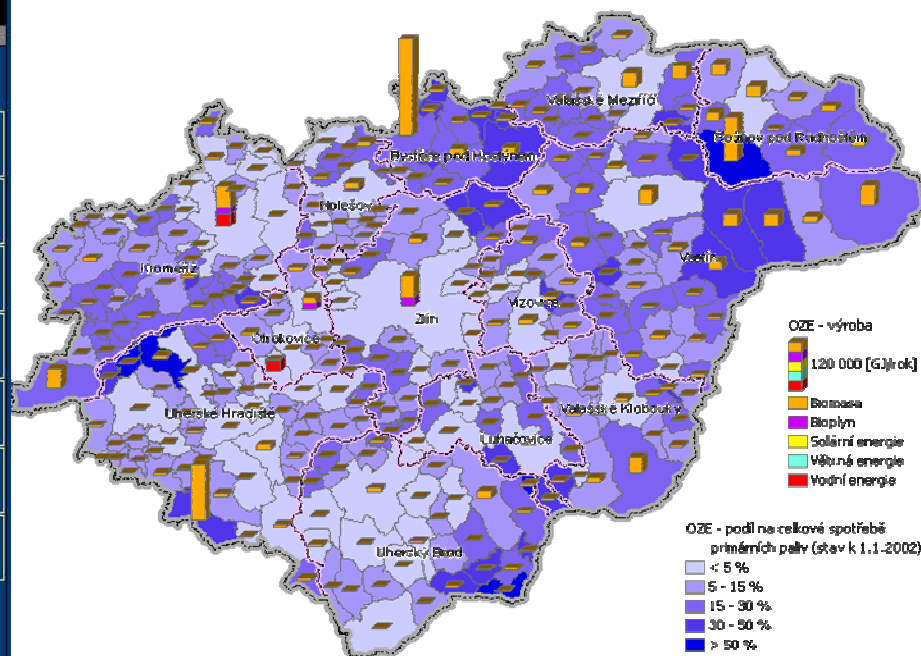 Valašské Meziříčí
Rožnov pod Radhoštěm
Bystřice pod Hostýnem
Holešov
Kroměříž
Vsetín
Vizovice
Zlín
Otrokovice
Uherské Hradiště
Valašské Klobouky
Luhačovice
Uherský Brod
OZE - výroba
120 000 [GJ/rok]
Biomasa
Bioplyn
Solární energie
Větrná energie
Vodní energie
OZE - podíl na celkové spotřebě
primárních paliv (stav k 1.1.2002)
< 5 %
5 - 15 %
15 - 30 %
30 - 50 %
> 50 %